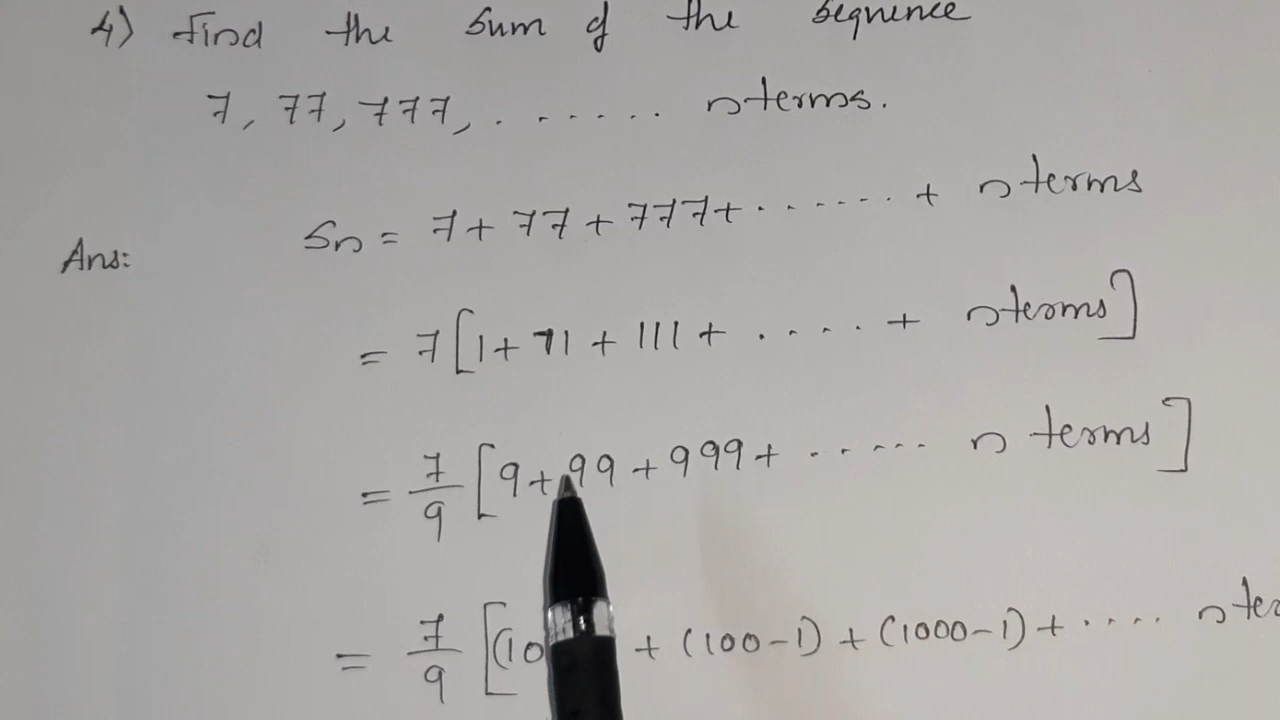 4) Find the sum of the sequence
7, 77, 777, . . . . . . . n terms.
Ans: Sn = 7 + 77 + 777 + . . . . . . . + n terms
= 7 [1 + 11 + 111 + . . . . . + n terms]
= 7/9 [9 + 99 + 999 + . . . . . . n terms]
= 7/9 [(10 + (100 - 1) + (1000 - 1) + . . . .